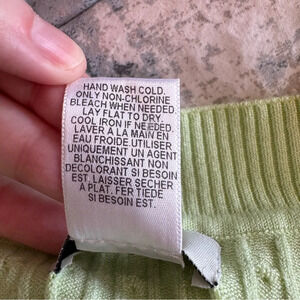 HAND WASH COLD.
ONLY NON-CHLORINE
BLEACH WHEN NEEDED.
LAY FLAT TO DRY.
COOL IRON IF NEEDED.
LAVER À LA MAIN EN
EAU FROIDE.UTILISER
UNIQUEMENT UN AGENT
BLANCHISSANT NON
DECOLORANT SI BESOIN
EST. LAISSER SECHER
A PLAT. FER TIEDE
SI BESOIN EST.